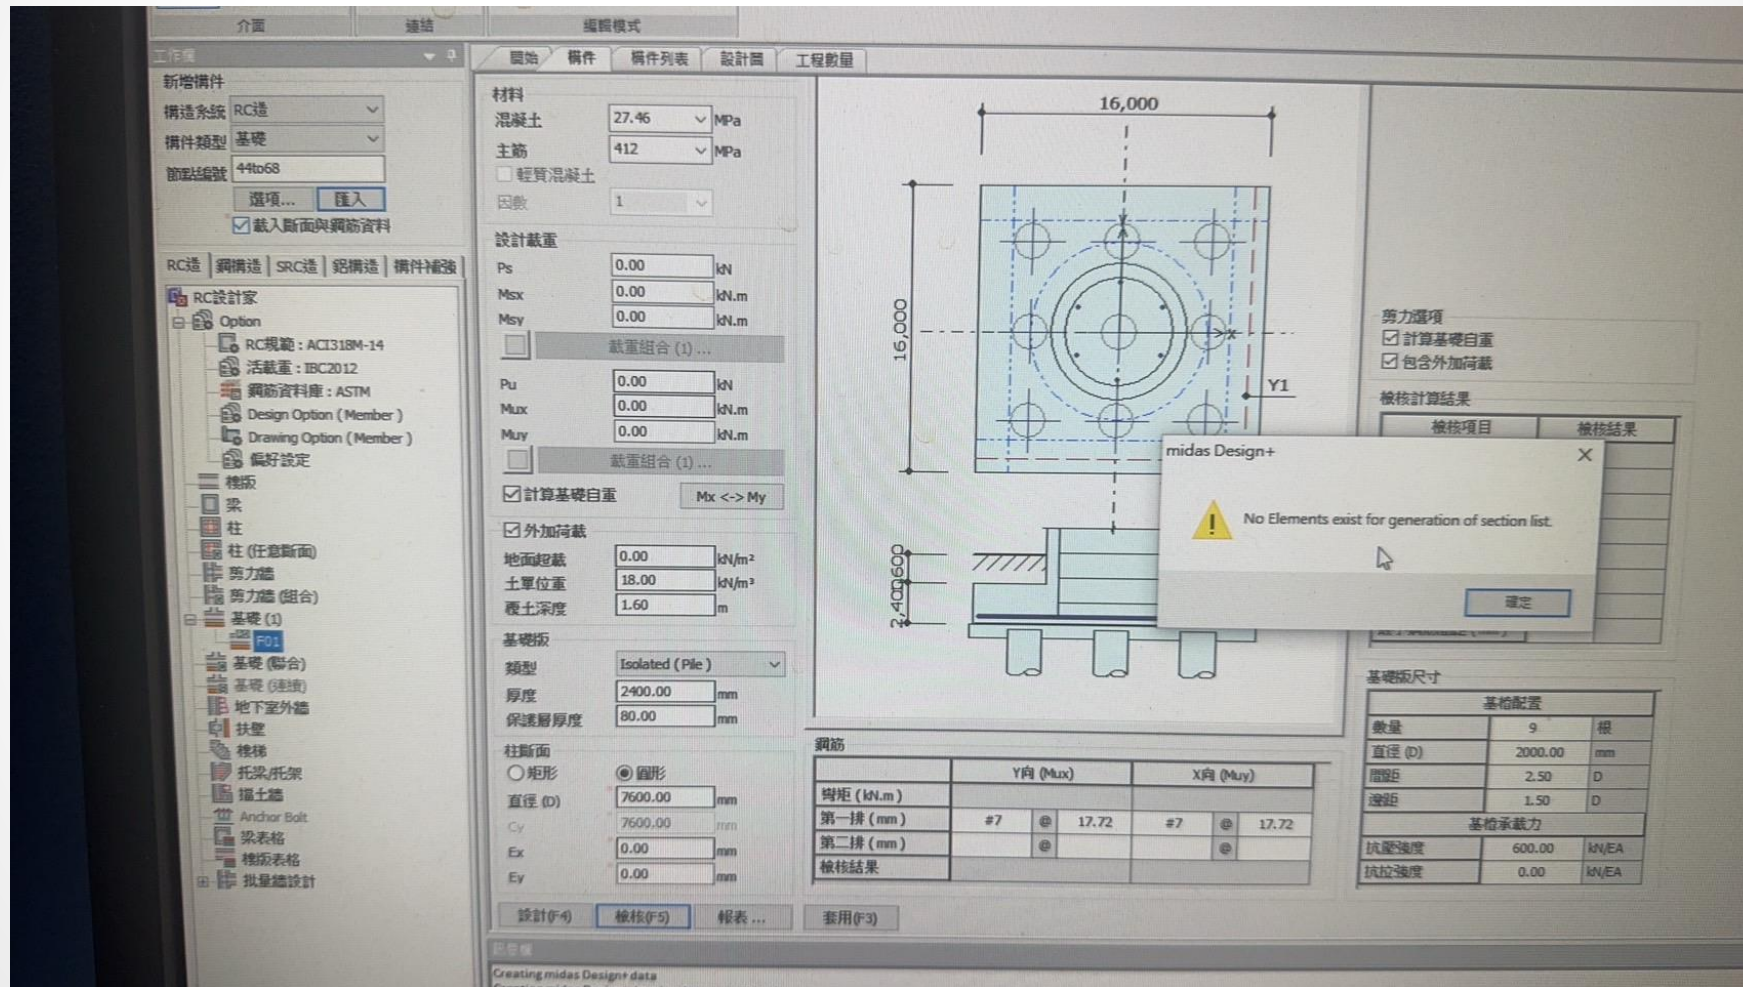 介面
連結
編輯模式
工作欄
新增構件
構造系統 RC造
構件類型 基礎
節點編號 44to68
選項... 匯入
載入斷面與鋼筋資料
RC造 鋼構造 SRC造 鋁構造 構件補強
RC設計家
Option
RC規範 : ACI318M-14
活載重 : IBC2012
鋼筋資料庫 : ASTM
Design Option ( Member )
Drawing Option ( Member )
偏好設定
樓版
梁
柱
柱 (任意斷面)
剪力牆
剪力牆 (組合)
基礎 (1)
F01
基礎 (聯合)
基礎 (連續)
地下室外牆
扶壁
樓梯
托梁/托架
擋土牆
Anchor Bolt
梁表格
樓版表格
批量牆設計
開始 構件 構件列表 設計圖 工程數量
材料
混凝土 27.46 MPa
主筋 412 MPa
輕質混凝土
因數 1
設計載重
Ps 0.00 kN
Msx 0.00 kN.m
Msy 0.00 kN.m
載重組合 (1) ...
Pu 0.00 kN
Mux 0.00 kN.m
Muy 0.00 kN.m
載重組合 (1) ...
計算基礎自重 Mx <-> My
外加荷載
地面超載 0.00 kN/m²
土單位重 18.00 kN/m³
覆土深度 1.60 m
基礎版
類型 Isolated ( Pile )
厚度 2400.00 mm
保護層厚度 80.00 mm
柱斷面
矩形 圓形
直徑 (D) 7600.00 mm
Cy 7600.00 mm
Ex 0.00 mm
Ey 0.00 mm
設計(F4) 檢核(F5) 報表 ... 套用(F3)
訊息欄
Creating midas Design+ data
16,000
16,000
Y
X
Y1
2,400 600
鋼筋
Y向 (Mux) X向 (Muy)
彎矩 ( kN.m )
第一排 ( mm ) #7 @ 17.72 #7 @ 17.72
第二排 ( mm ) @ @
檢核結果
剪力選項
計算基礎自重
包含外加荷載
檢核計算結果
檢核項目 檢核結果
midas Design+
No Elements exist for generation of section list.
確定
基礎版尺寸
基樁配置
數量 9 根
直徑 (D) 2000.00 mm
間距 2.50 D
邊距 1.50 D
基樁承載力
抗壓強度 600.00 kN/EA
抗拉強度 0.00 kN/EA